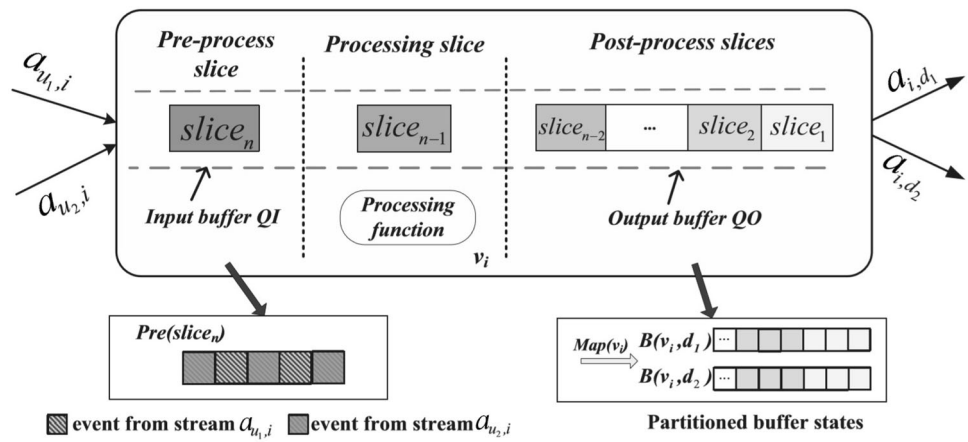 Pre-process slice
Processing slice
Post-process slices
a_{u_1,i}
a_{u_2,i}
slice_n
slice_{n-1}
slice_{n-2} ... slice_2 slice_1
a_{i,d_1}
a_{i,d_2}
Input buffer QI
Processing function
Output buffer QO
v_i
Pre(slice_n)
event from stream a_{u_1,i}
event from stream a_{u_2,i}
Map(v_i)
B(v_i,d_1) ...
B(v_i,d_2) ...
Partitioned buffer states